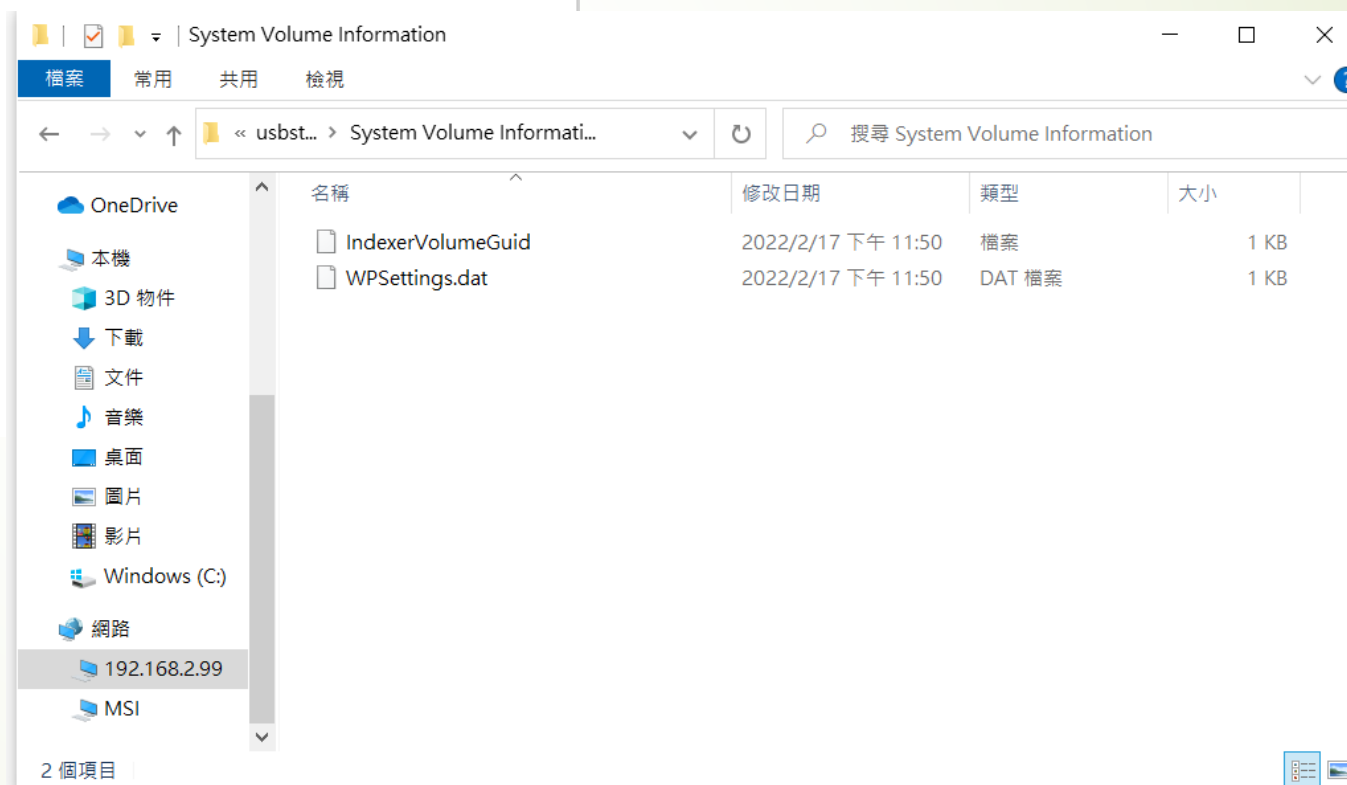 System Volume Information
檔案 常用 共用 檢視
« usbst... > System Volume Informati... 搜尋 System Volume Information
名稱 修改日期 類型 大小
OneDrive
IndexerVolumeGuid 2022/2/17 下午 11:50 檔案 1 KB
本機
WPSettings.dat 2022/2/17 下午 11:50 DAT 檔案 1 KB
3D 物件
下載
文件
音樂
桌面
圖片
影片
Windows (C:)
網路
192.168.2.99
MSI
2 個項目